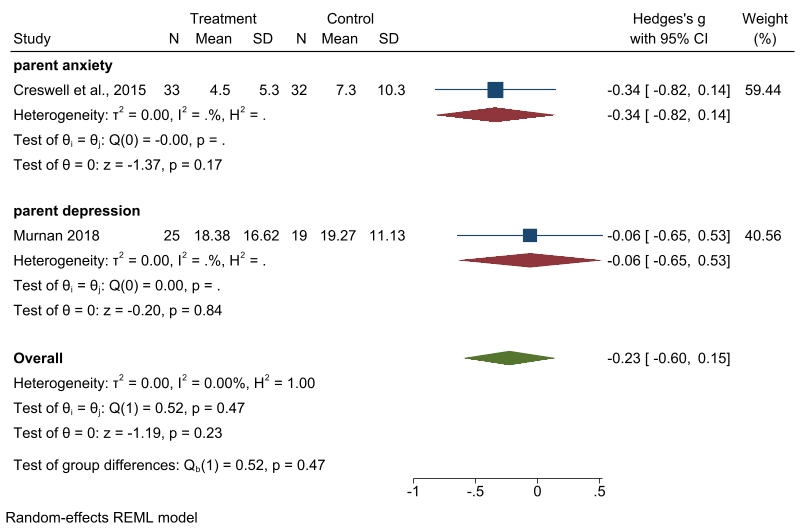 Treatment Control Hedges's g Weight
Study N Mean SD N Mean SD with 95% CI (%)
parent anxiety
Creswell et al., 2015 33 4.5 5.3 32 7.3 10.3 -0.34 [ -0.82, 0.14] 59.44
Heterogeneity: τ² = 0.00, I² = .%, H² = . -0.34 [ -0.82, 0.14]
Test of θᵢ = θⱼ: Q(0) = -0.00, p = .
Test of θ = 0: z = -1.37, p = 0.17
parent depression
Murnan 2018 25 18.38 16.62 19 19.27 11.13 -0.06 [ -0.65, 0.53] 40.56
Heterogeneity: τ² = 0.00, I² = .%, H² = . -0.06 [ -0.65, 0.53]
Test of θᵢ = θⱼ: Q(0) = 0.00, p = .
Test of θ = 0: z = -0.20, p = 0.84
Overall -0.23 [ -0.60, 0.15]
Heterogeneity: τ² = 0.00, I² = 0.00%, H² = 1.00
Test of θᵢ = θⱼ: Q(1) = 0.52, p = 0.47
Test of θ = 0: z = -1.19, p = 0.23
Test of group differences: Q_b(1) = 0.52, p = 0.47
-1 -.5 0 .5
Random-effects REML model